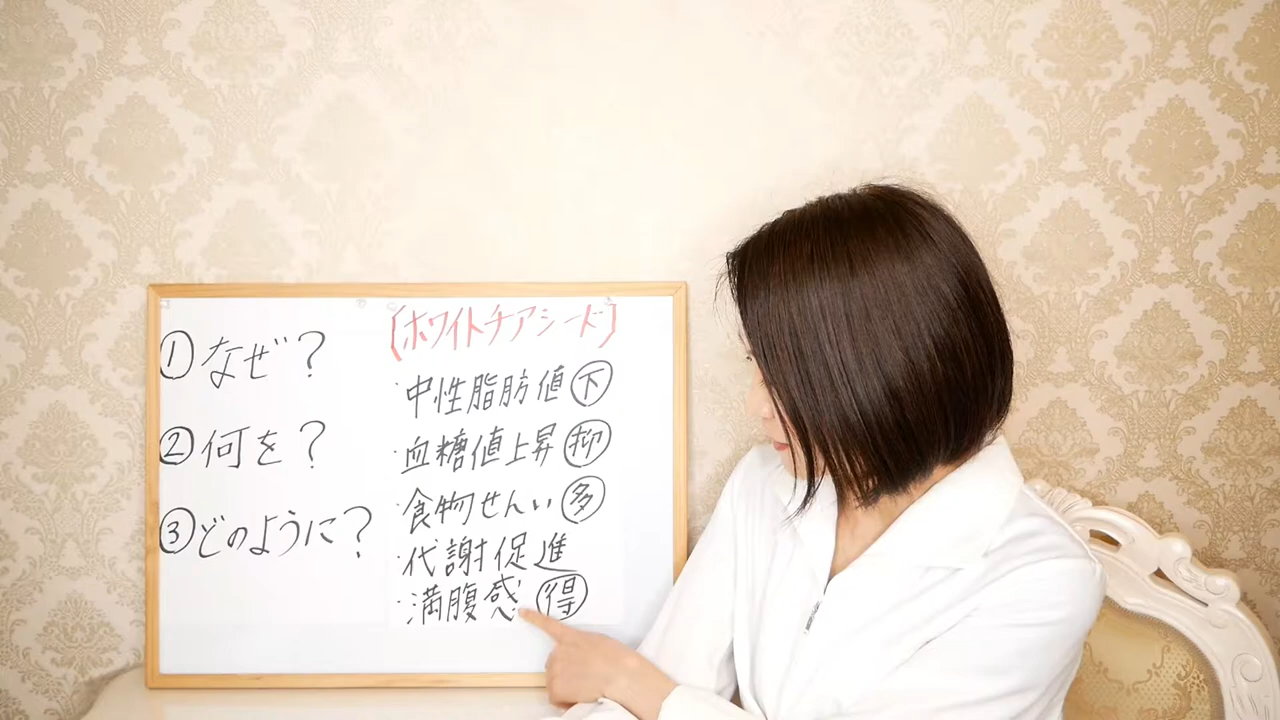 ①なぜ？
②何を？
③どのように？
〔ホワイトチアシード〕
・中性脂肪値㊦
・血糖値上昇抑
・食物せんい多
・代謝促進
・満腹感得